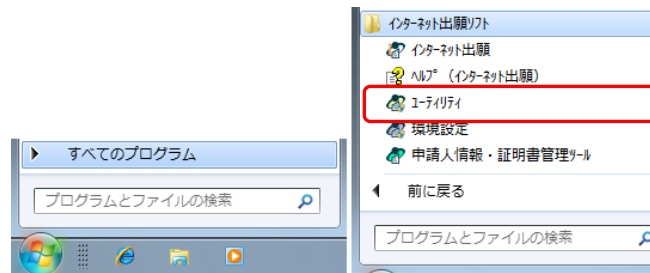 すべてのプログラム
プログラムとファイルの検索
インターネット出願ソフト
インターネット出願
ヘルプ (インターネット出願)
ユーティリティ
環境設定
申請人情報・証明書管理ツール
前に戻る
プログラムとファイルの検索